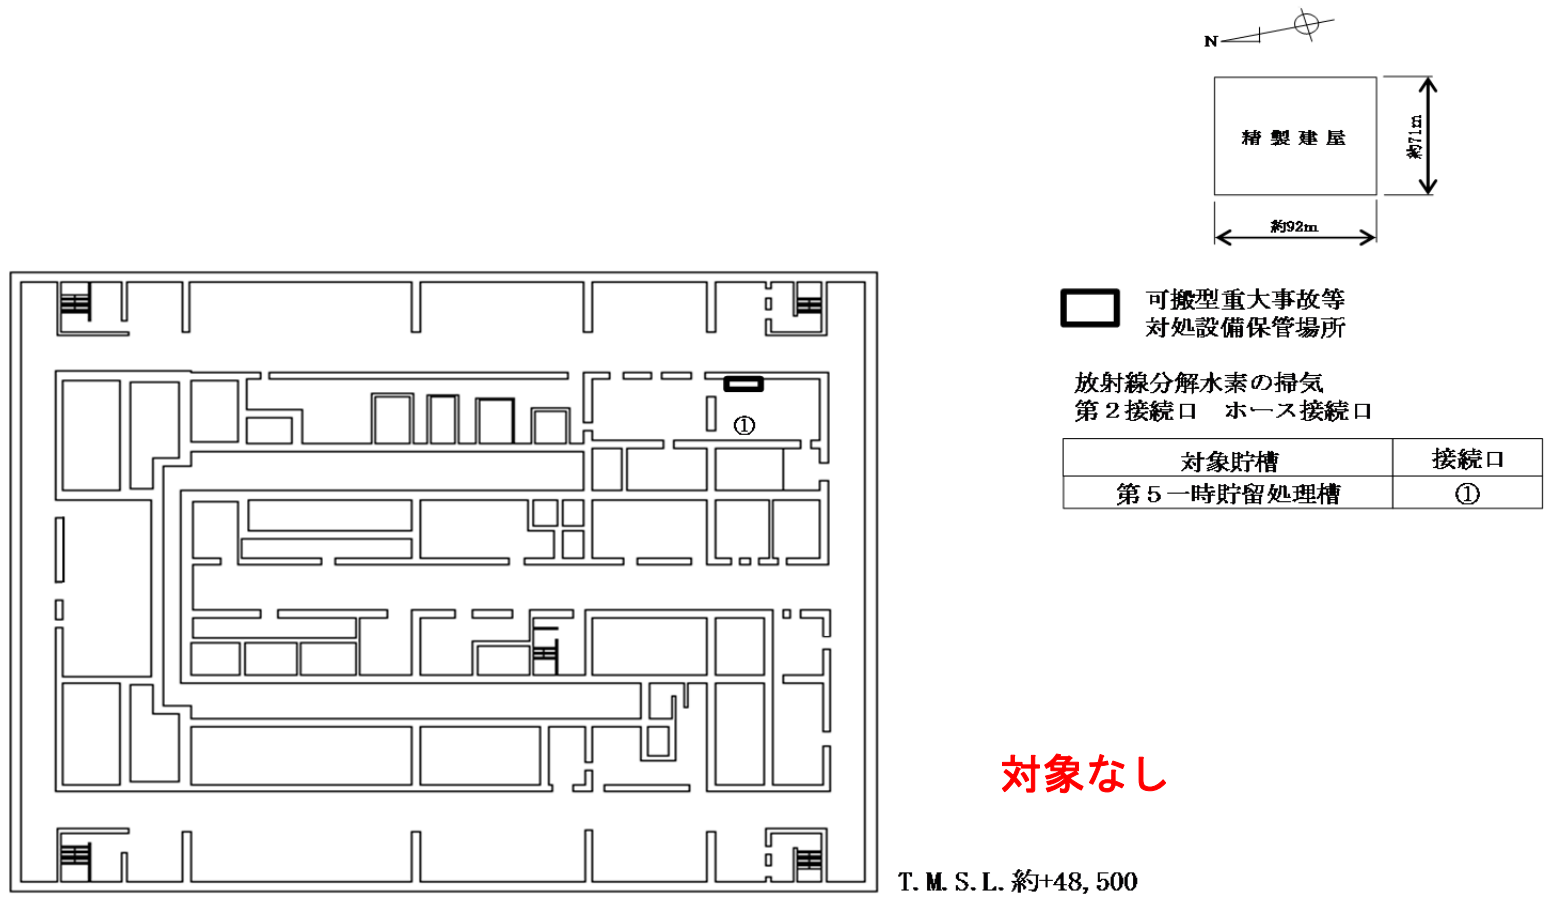 N
精製建屋
約71m
約92m
可搬型重大事故等
対処設備保管場所
放射線分解水素の掃気
第２接続口　ホース接続口
対象貯槽 接続口
第５一時貯留処理槽 ①
①
対象なし
T.M.S.L.約+48,500